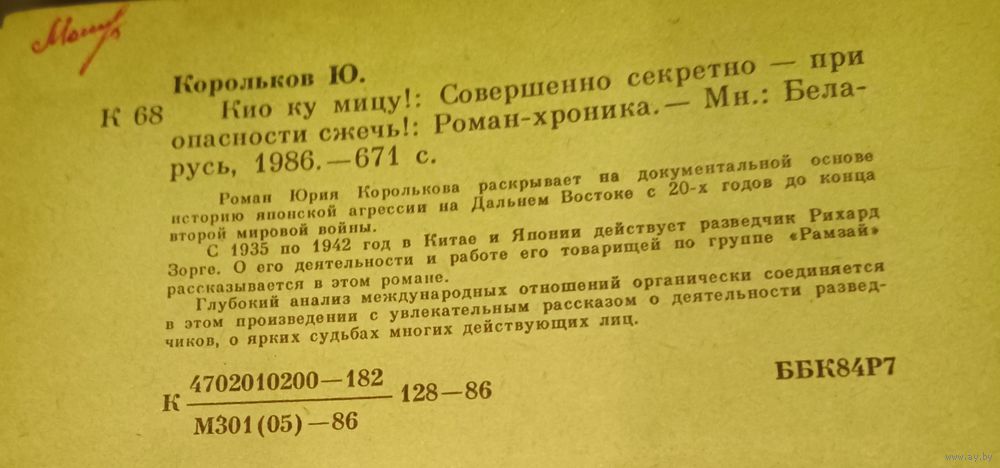 Корольков Ю.
К 68 Кио ку мицу!: Совершенно секретно — при
опасности сжечь!: Роман-хроника.— Мн.: Бела-
русь, 1986.—671 с.
Роман Юрия Королькова раскрывает на документальной основе
историю японской агрессии на Дальнем Востоке с 20-х годов до конца
второй мировой войны.
С 1935 по 1942 год в Китае и Японии действует разведчик Рихард
Зорге. О его деятельности и работе его товарищей по группе «Рамзай»
рассказывается в этом романе.
Глубокий анализ международных отношений органически соединяется
в этом произведении с увлекательным рассказом о деятельности развед-
чиков, о ярких судьбах многих действующих лиц.
К 4702010200—182
М301(05)—86
128—86
ББК84Р7
www.ay.by